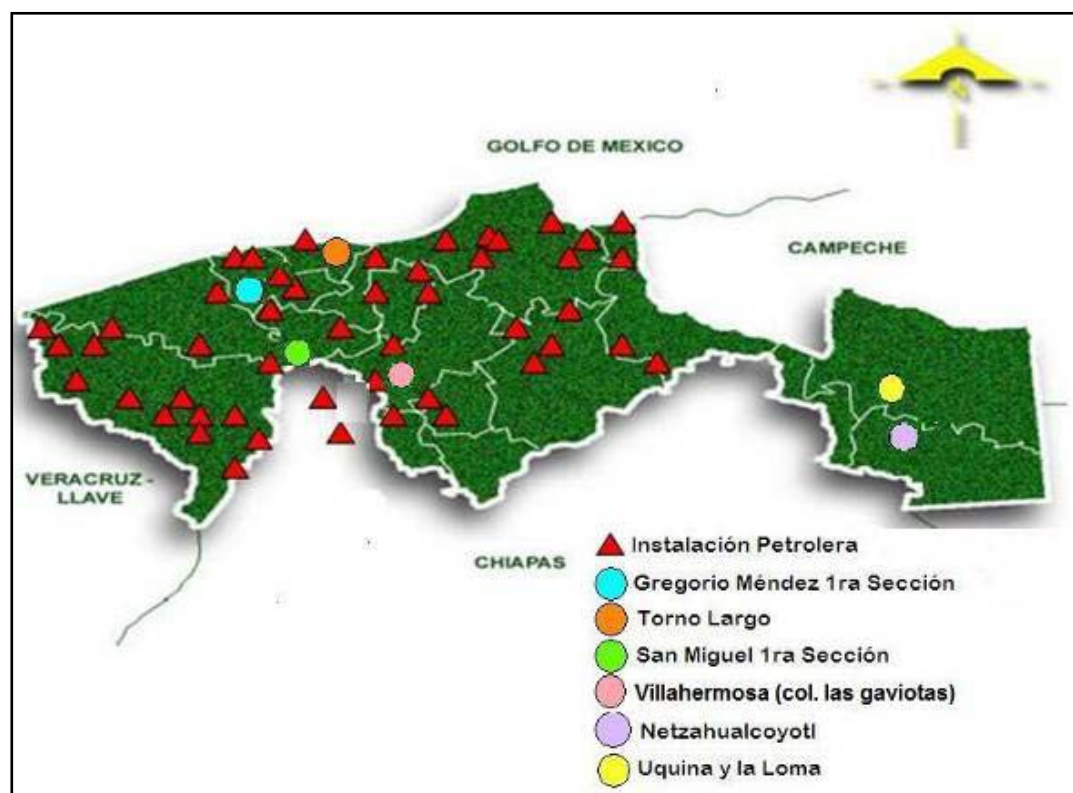 GOLFO DE MEXICO
CAMPECHE
VERACRUZ -
LLAVE
CHIAPAS
Instalación Petrolera
Gregorio Méndez 1ra Sección
Torno Largo
San Miguel 1ra Sección
Villahermosa (col. las gaviotas)
Netzahualcoyotl
Uquina y la Loma